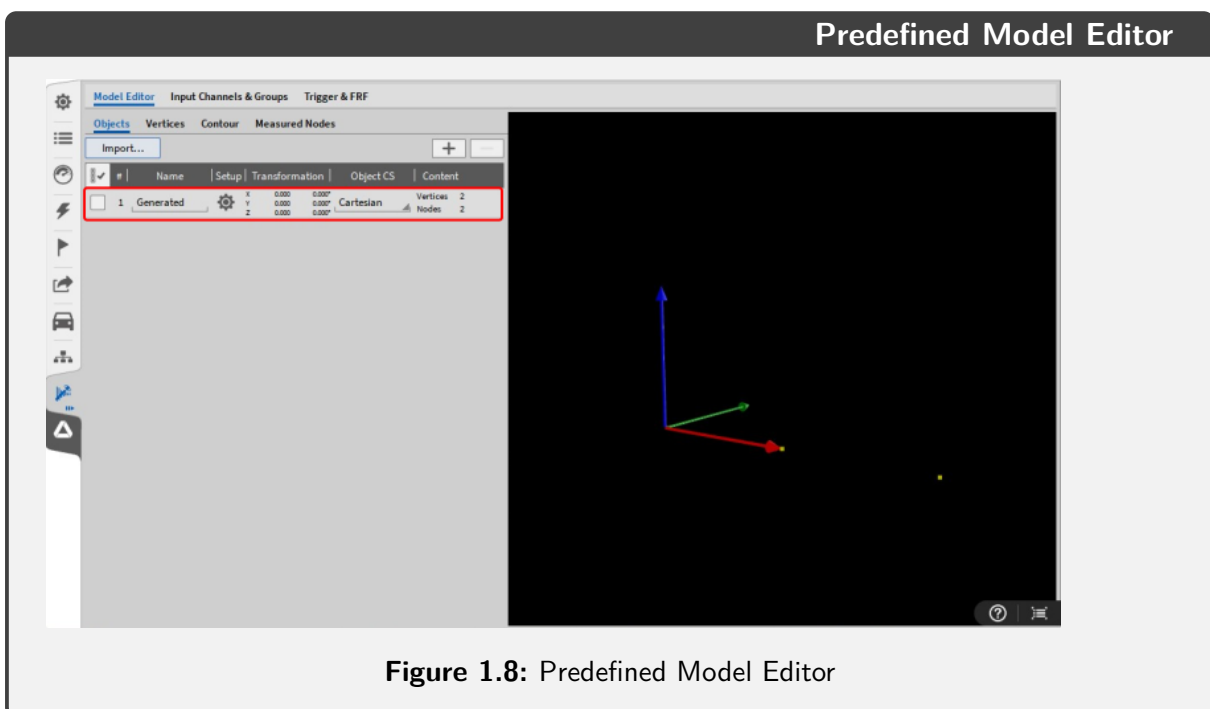 Predefined Model Editor
Model Editor Input Channels & Groups Trigger & FRF
Objects Vertices Contour Measured Nodes
Import... + −
# Name Setup Transformation Object CS Content
1 Generated X 0.000 0.000° Cartesian Vertices 2
Y 0.000 0.000°
Z 0.000 0.000° Nodes 2
Figure 1.8: Predefined Model Editor